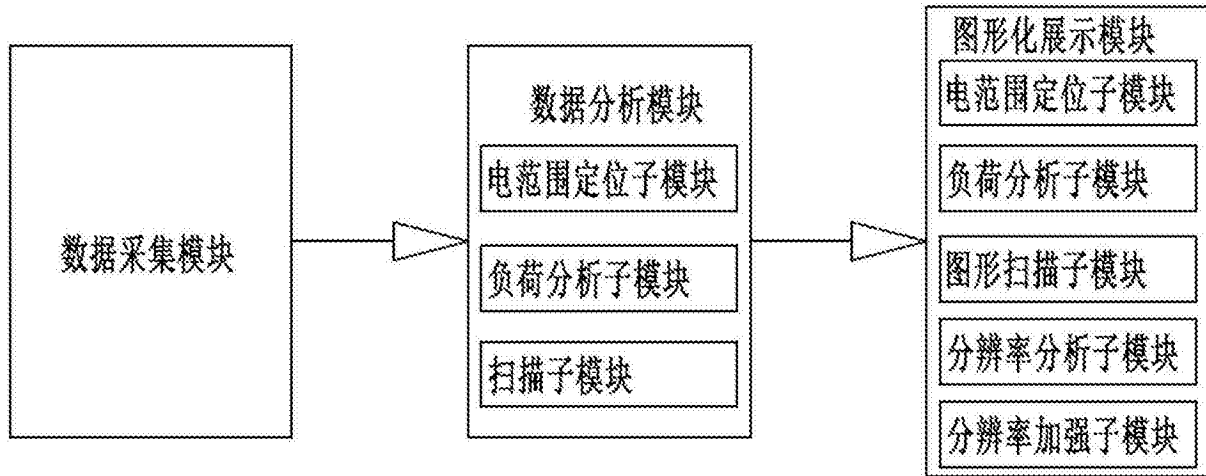 数据采集模块
数据分析模块
电范围定位子模块
负荷分析子模块
扫描子模块
图形化展示模块
电范围定位子模块
负荷分析子模块
图形扫描子模块
分辨率分析子模块
分辨率加强子模块